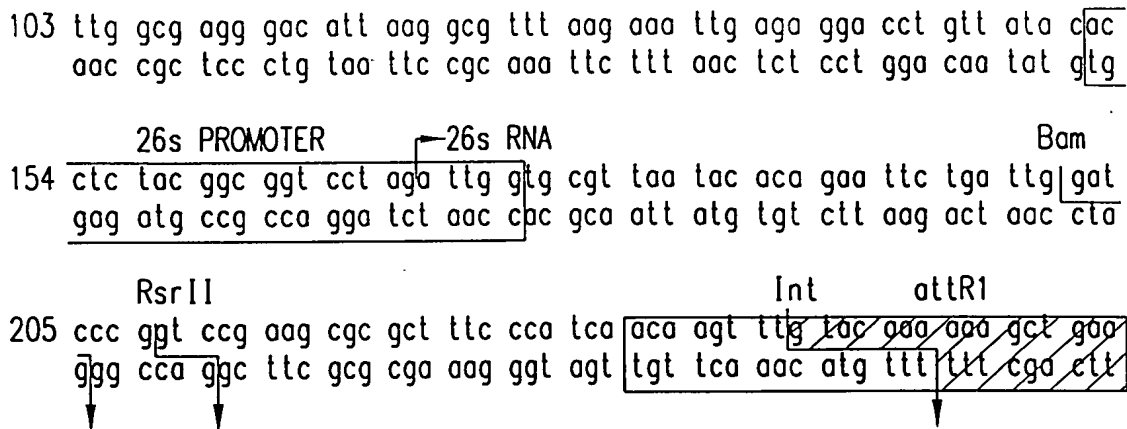 103 ttg gcg agg gac att aag gcg ttt aag aaa ttg aga gga cct gtt ata cac
aac cgc tcc ctg taa ttc cgc aaa ttc ttt aac tct cct gga caa tat gtg
26s PROMOTER 26s RNA Bam
154 ctc tac ggc ggt cct aga ttg gtg cgt taa tac aca gaa ttc tga ttg gat
gag atg ccg cca gga tct aac cac gca att atg tgt ctt aag act aac cta
RsrII Int attR1
205 ccc ggt ccg aag cgc gct ttc cca tca aca agt ttg tac aaa aaa gct gaa
ggg cca ggc ttc gcg cga aag ggt agt tgt tca aac atg ttt ttt cga ctt